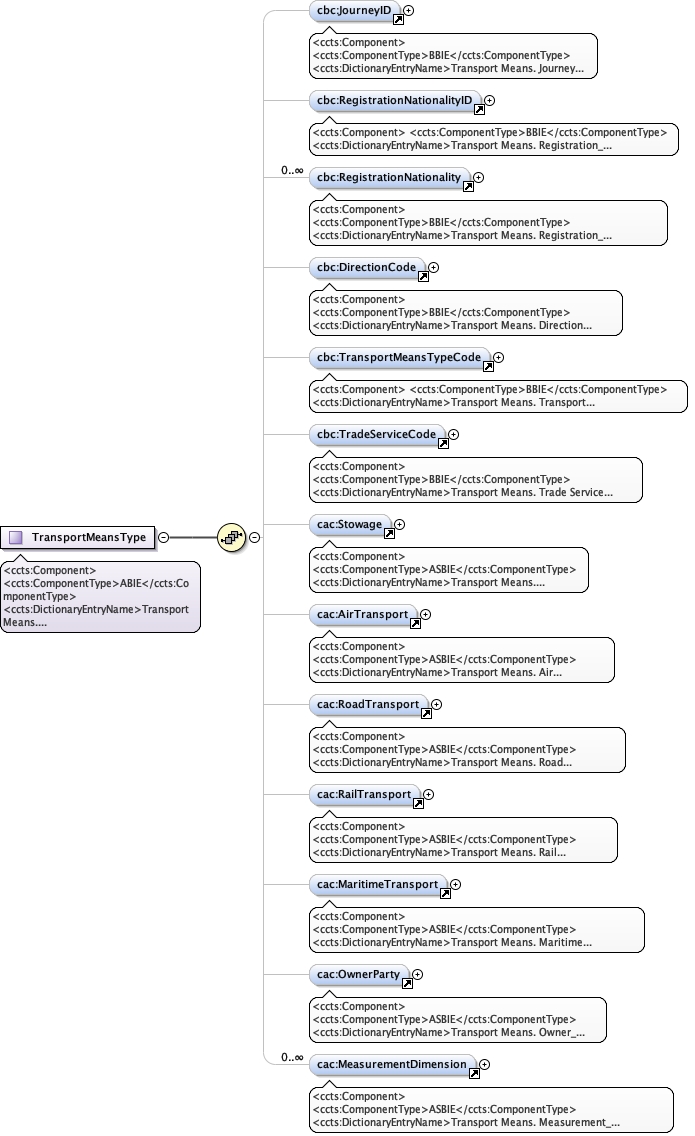 cbc:JourneyID
<ccts:Component>
<ccts:ComponentType>BBIE</ccts:ComponentType>
<ccts:DictionaryEntryName>Transport Means. Journey...
cbc:RegistrationNationalityID
<ccts:Component> <ccts:ComponentType>BBIE</ccts:ComponentType>
<ccts:DictionaryEntryName>Transport Means. Registration_...
0..∞
cbc:RegistrationNationality
<ccts:Component>
<ccts:ComponentType>BBIE</ccts:ComponentType>
<ccts:DictionaryEntryName>Transport Means. Registration_...
cbc:DirectionCode
<ccts:Component>
<ccts:ComponentType>BBIE</ccts:ComponentType>
<ccts:DictionaryEntryName>Transport Means. Direction...
cbc:TransportMeansTypeCode
<ccts:Component> <ccts:ComponentType>BBIE</ccts:ComponentType>
<ccts:DictionaryEntryName>Transport Means. Transport...
cbc:TradeServiceCode
<ccts:Component>
<ccts:ComponentType>BBIE</ccts:ComponentType>
<ccts:DictionaryEntryName>Transport Means. Trade Service...
TransportMeansType
<ccts:Component>
<ccts:ComponentType>ABIE</ccts:Co
mponentType>
<ccts:DictionaryEntryName>Transport
Means....
cac:Stowage
<ccts:Component>
<ccts:ComponentType>ASBIE</ccts:ComponentType>
<ccts:DictionaryEntryName>Transport Means....
cac:AirTransport
<ccts:Component>
<ccts:ComponentType>ASBIE</ccts:ComponentType>
<ccts:DictionaryEntryName>Transport Means. Air...
cac:RoadTransport
<ccts:Component>
<ccts:ComponentType>ASBIE</ccts:ComponentType>
<ccts:DictionaryEntryName>Transport Means. Road...
cac:RailTransport
<ccts:Component>
<ccts:ComponentType>ASBIE</ccts:ComponentType>
<ccts:DictionaryEntryName>Transport Means. Rail...
cac:MaritimeTransport
<ccts:Component>
<ccts:ComponentType>ASBIE</ccts:ComponentType>
<ccts:DictionaryEntryName>Transport Means. Maritime...
cac:OwnerParty
<ccts:Component>
<ccts:ComponentType>ASBIE</ccts:ComponentType>
<ccts:DictionaryEntryName>Transport Means. Owner_...
0..∞
cac:MeasurementDimension
<ccts:Component>
<ccts:ComponentType>ASBIE</ccts:ComponentType>
<ccts:DictionaryEntryName>Transport Means. Measurement_...